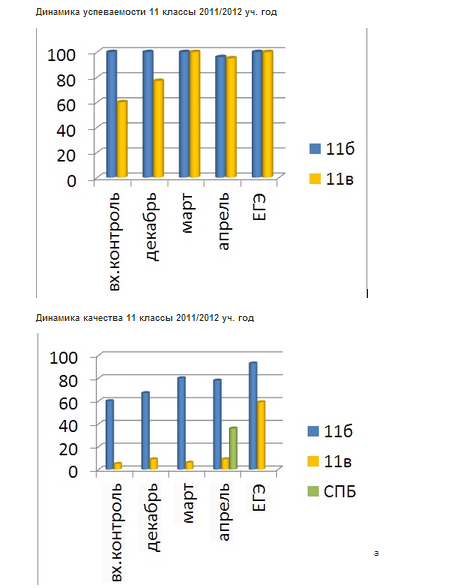 Динамика успеваемости 11 классы 2011/2012 уч. год
100
80
60
40
20
0
вх.контроль
декабрь
март
апрель
ЕГЭ
11б
11в
Динамика качества 11 классы 2011/2012 уч. год
100
80
60
40
20
0
вх.контроль
декабрь
март
апрель
ЕГЭ
11б
11в
СПБ
а